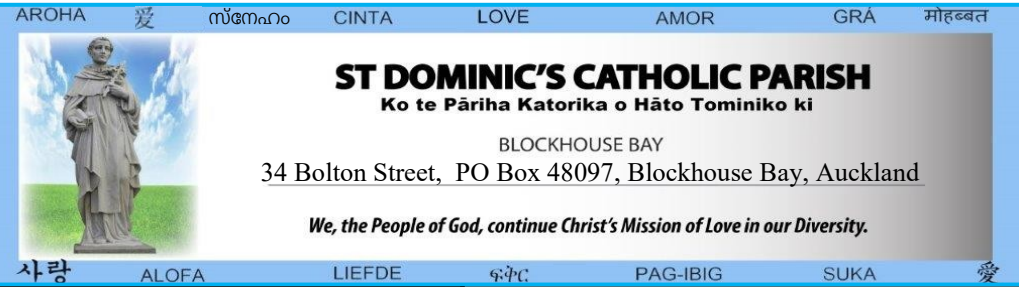 AROHA 爱 സ്നേഹം CINTA LOVE AMOR GRÁ मोहब्बत
ST DOMINIC'S CATHOLIC PARISH
Ko te Pāriha Katorika o Hāto Tominiko ki
BLOCKHOUSE BAY
34 Bolton Street, PO Box 48097, Blockhouse Bay, Auckland
We, the People of God, continue Christ's Mission of Love in our Diversity.
사랑 ALOFA LIEFDE ፍቅር PAG-IBIG SUKA 愛